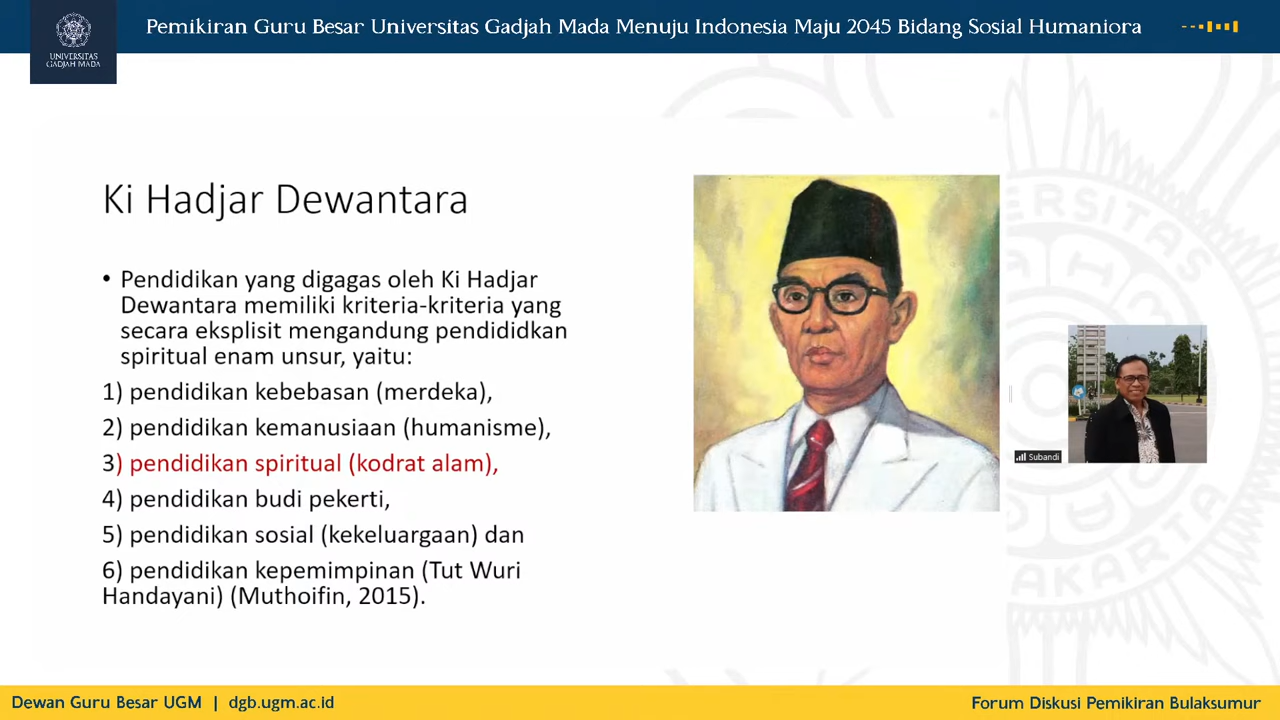 Pemikiran Guru Besar Universitas Gadjah Mada Menuju Indonesia Maju 2045 Bidang Sosial Humaniora
UNIVERSITAS
GADJAH MADA
Ki Hadjar Dewantara
• Pendidikan yang digagas oleh Ki Hadjar
Dewantara memiliki kriteria-kriteria yang
secara eksplisit mengandung pendididkan
spiritual enam unsur, yaitu:
1) pendidikan kebebasan (merdeka),
2) pendidikan kemanusiaan (humanisme),
3) pendidikan spiritual (kodrat alam),
4) pendidikan budi pekerti,
5) pendidikan sosial (kekeluargaan) dan
6) pendidikan kepemimpinan (Tut Wuri
Handayani) (Muthoifin, 2015).
Subandi
Dewan Guru Besar UGM | dgb.ugm.ac.id
Forum Diskusi Pemikiran Bulaksumur